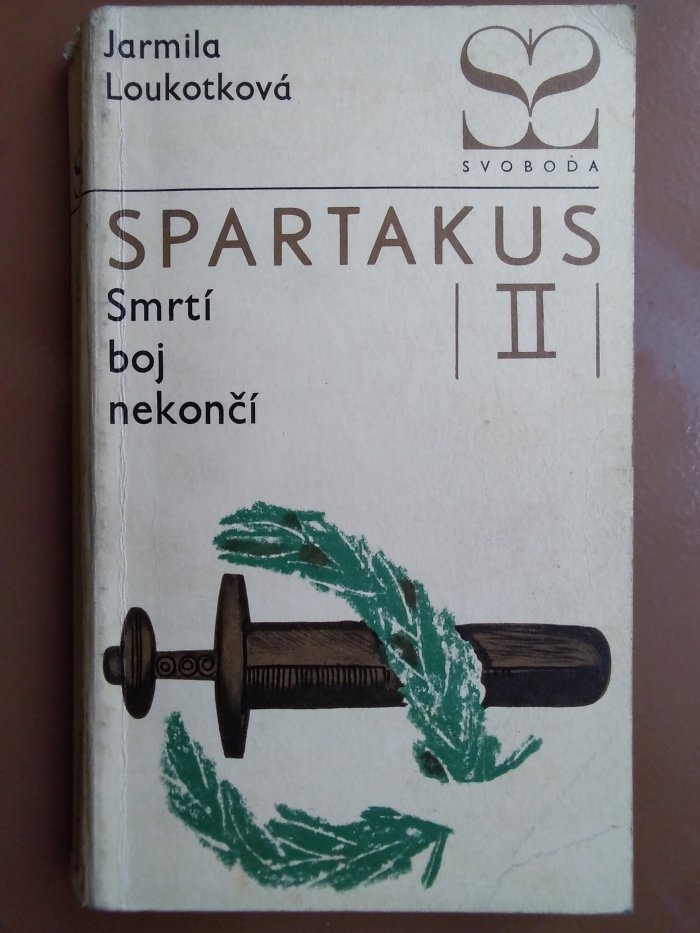 Jarmila
Loukotková
SVOBODA
SPARTAKUS
II
Smrtí
boj
nekončí